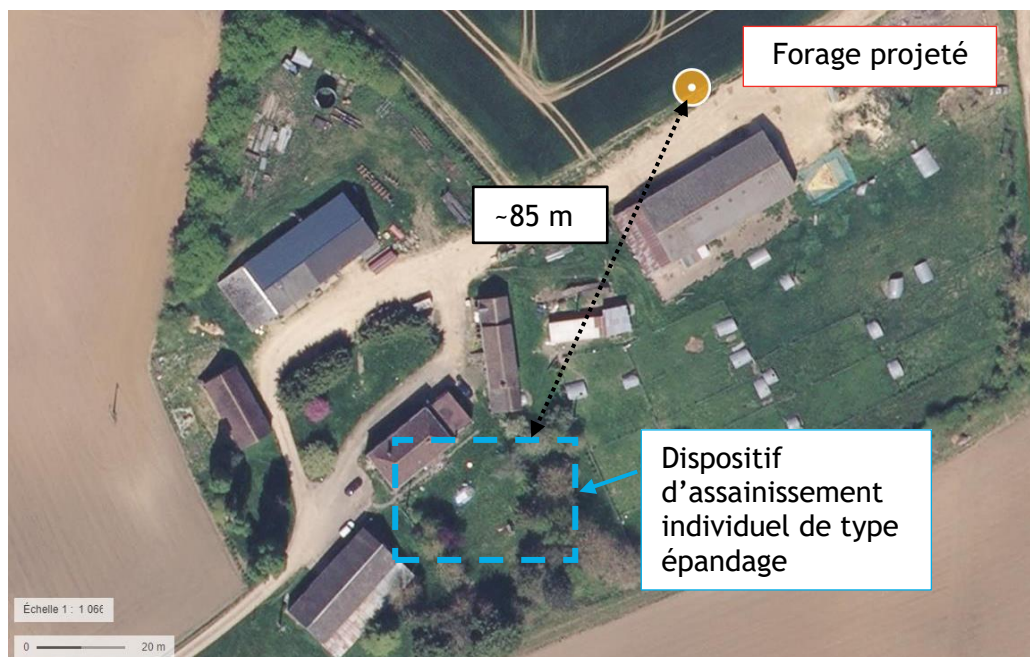 Forage projeté
~85 m
Dispositif
d’assainissement
individuel de type
épandage
Échelle 1 : 1 066
0
20 m